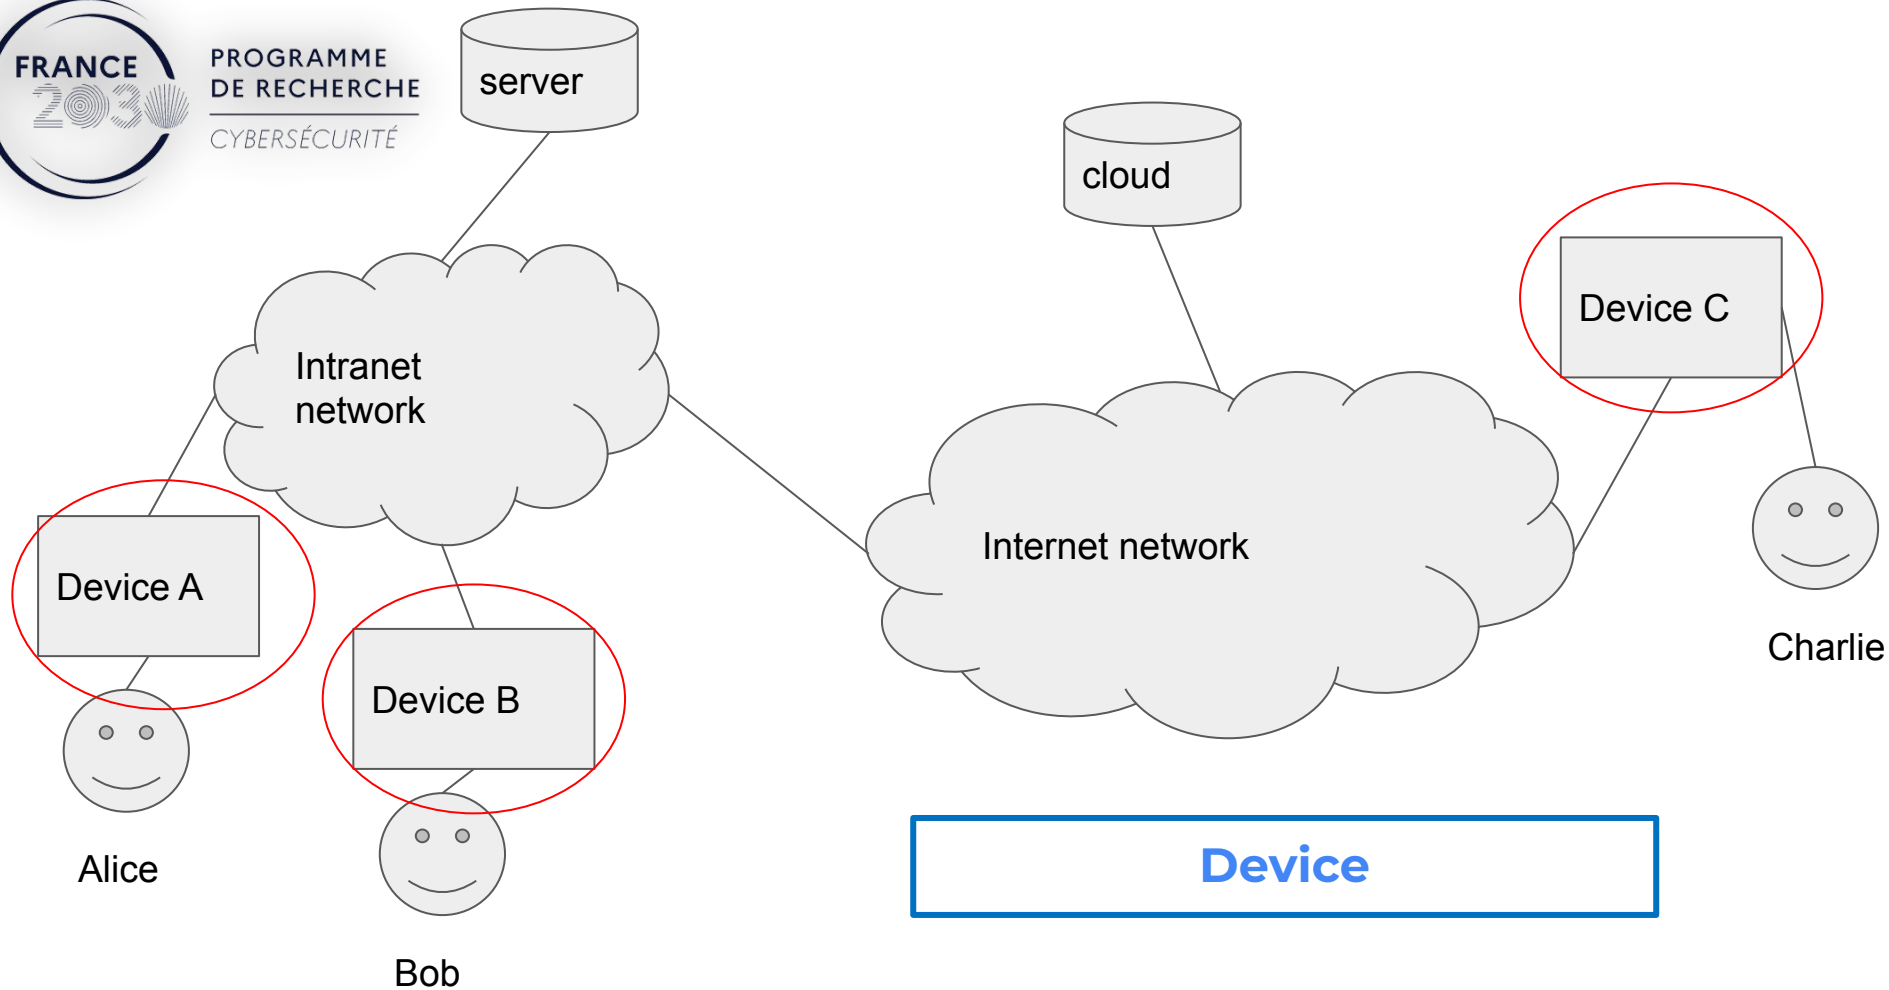 FRANCE
2030
PROGRAMME
DE RECHERCHE
CYBERSÉCURITÉ
server
cloud
Device C
Intranet
network
Internet network
Device A
Device B
Charlie
Alice
Device
Bob